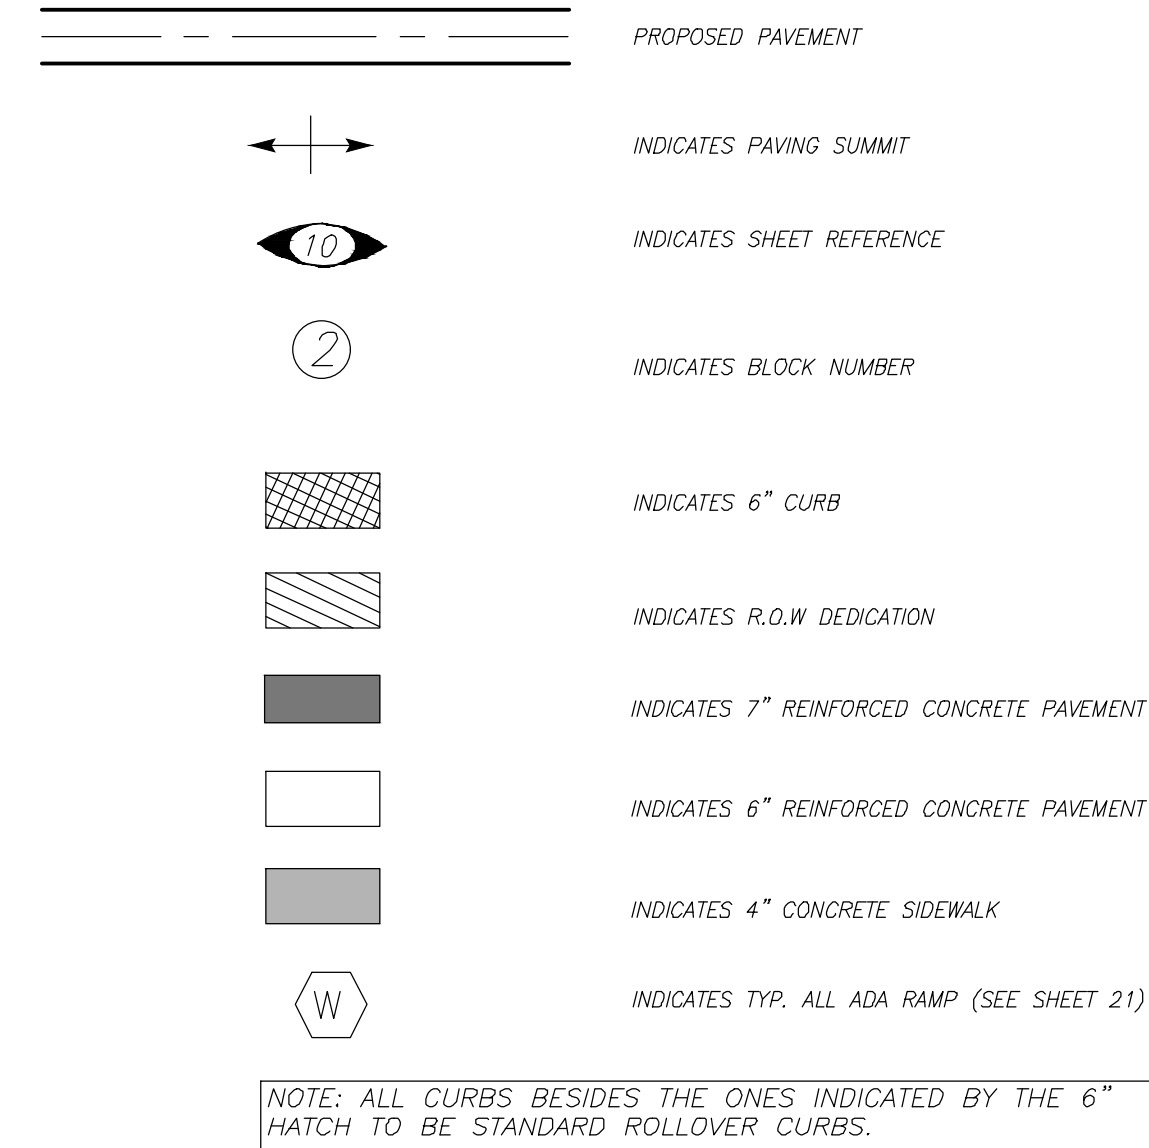 PROPOSED PAVEMENT
INDICATES PAVING SUMMIT
10
INDICATES SHEET REFERENCE
2
INDICATES BLOCK NUMBER
INDICATES 6" CURB
INDICATES R.O.W DEDICATION
INDICATES 7" REINFORCED CONCRETE PAVEMENT
INDICATES 6" REINFORCED CONCRETE PAVEMENT
INDICATES 4" CONCRETE SIDEWALK
W
INDICATES TYP. ALL ADA RAMP (SEE SHEET 21)
NOTE: ALL CURBS BESIDES THE ONES INDICATED BY THE 6"
HATCH TO BE STANDARD ROLLOVER CURBS.